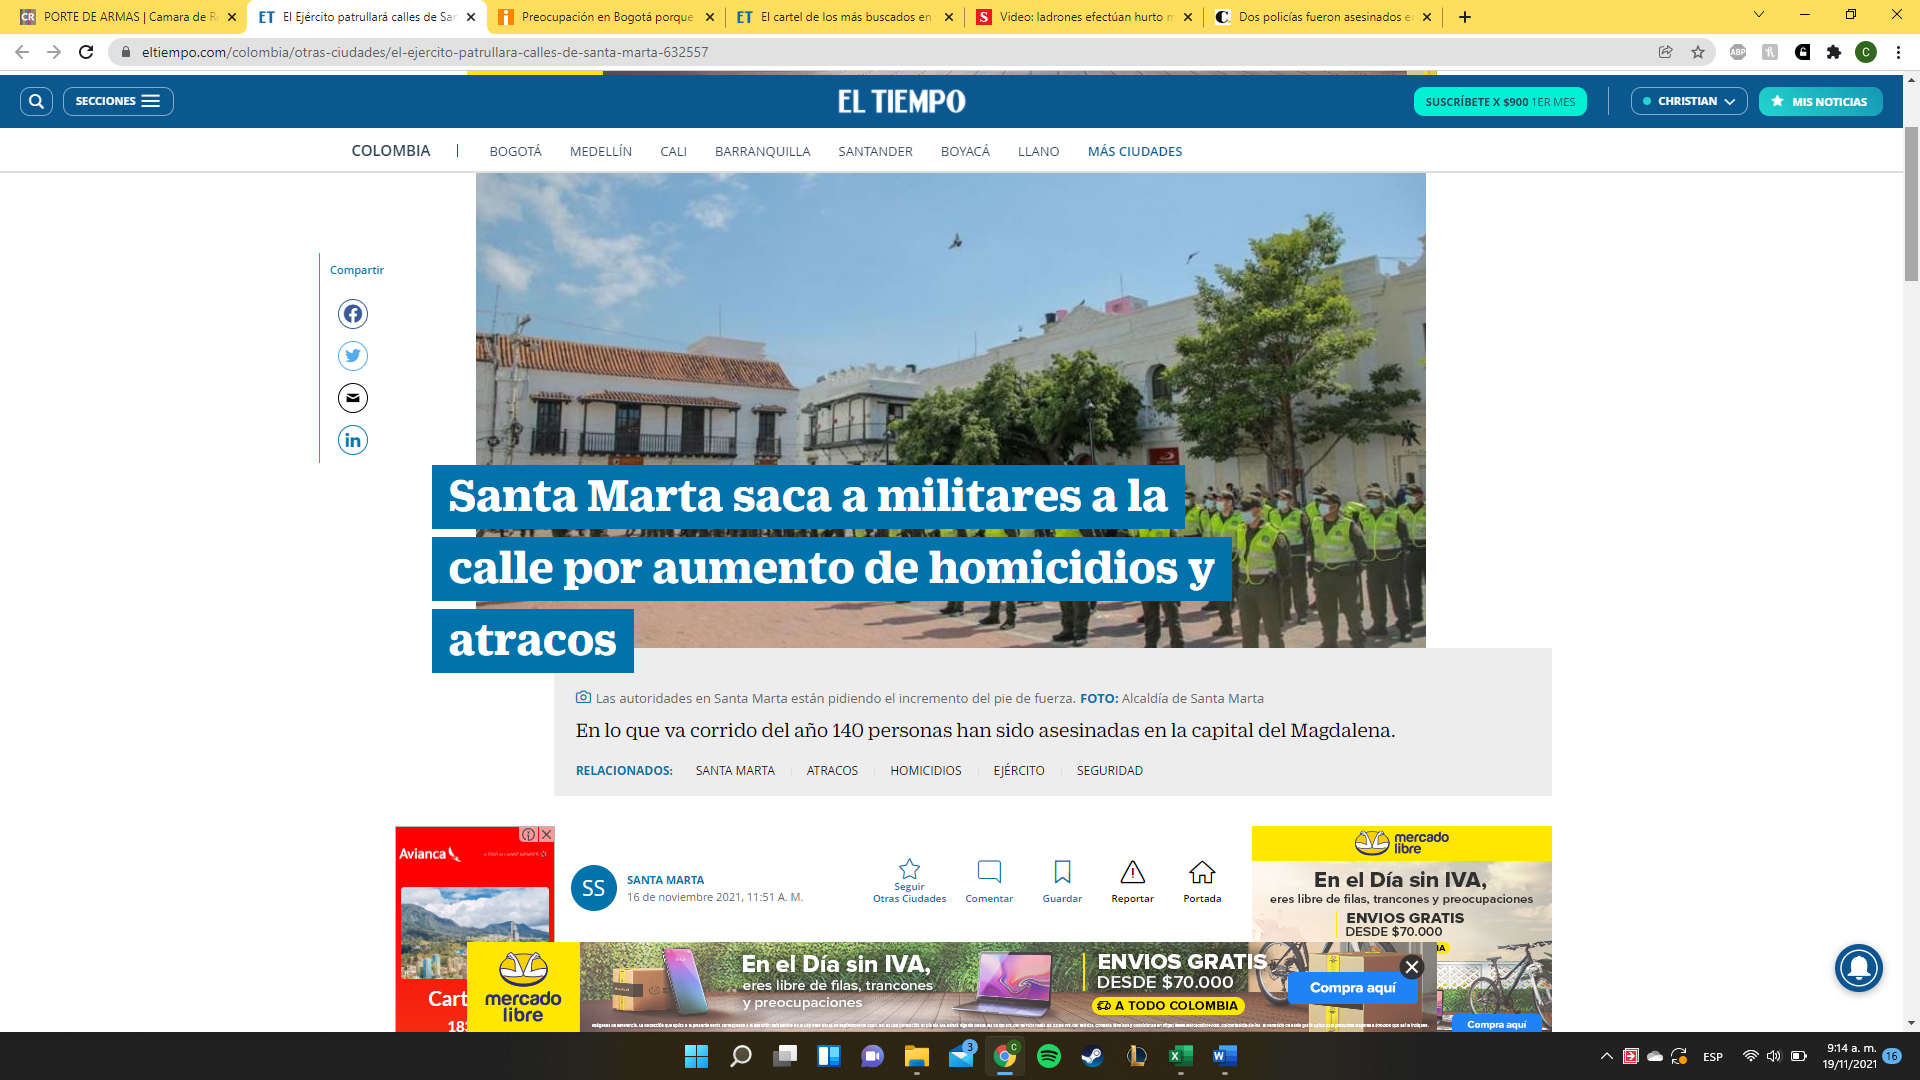 PORTE DE ARMAS | Camara de R
El Ejército patrullará calles de San
Preocupación en Bogotá porque
El cartel de los más buscados en
Video: ladrones efectúan hurto m
Dos policías fueron asesinados e
eltiempo.com/colombia/otras-ciudades/el-ejercito-patrullara-calles-de-santa-marta-632557
SECCIONES
EL TIEMPO
SUSCRÍBETE X $900 1ER MES
CHRISTIAN
MIS NOTICIAS
COLOMBIA | BOGOTÁ MEDELLÍN CALI BARRANQUILLA SANTANDER BOYACÁ LLANO MÁS CIUDADES
Compartir
Santa Marta saca a militares a la
calle por aumento de homicidios y
atracos
Las autoridades en Santa Marta están pidiendo el incremento del pie de fuerza. FOTO: Alcaldía de Santa Marta
En lo que va corrido del año 140 personas han sido asesinadas en la capital del Magdalena.
RELACIONADOS: SANTA MARTA ATRACOS HOMICIDIOS EJÉRCITO SEGURIDAD
Avianca
SS
SANTA MARTA
16 de noviembre 2021, 11:51 A. M.
Seguir
Otras Ciudades
Comentar
Guardar
Reportar
Portada
mercado
libre
En el Día sin IVA,
eres libre de filas, trancones y preocupaciones
ENVIOS GRATIS
DESDE $70.000
Compra aquí
Cart
183
mercado
libre
En el Día sin IVA,
eres libre de filas, trancones
y preocupaciones
ENVIOS GRATIS
DESDE $70.000
A TODO COLOMBIA
Compra aquí
3
C
ESP
9:14 a. m.
19/11/2021
16